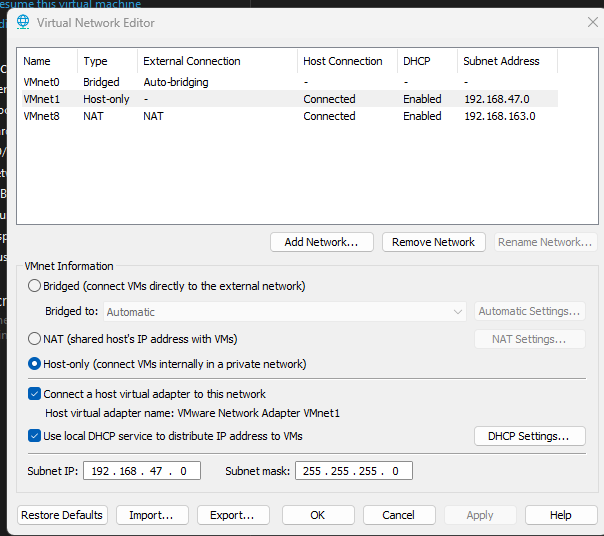 esume this virtual machine
Virtual Network Editor
Name Type External Connection Host Connection DHCP Subnet Address
VMnet0 Bridged Auto-bridging - - -
VMnet1 Host-only - Connected Enabled 192.168.47.0
VMnet8 NAT NAT Connected Enabled 192.168.163.0
Add Network... Remove Network Rename Network...
VMnet Information
Bridged (connect VMs directly to the external network)
Bridged to: Automatic Automatic Settings...
NAT (shared host's IP address with VMs) NAT Settings...
Host-only (connect VMs internally in a private network)
Connect a host virtual adapter to this network
Host virtual adapter name: VMware Network Adapter VMnet1
Use local DHCP service to distribute IP address to VMs DHCP Settings...
Subnet IP: 192 . 168 . 47 . 0 Subnet mask: 255 . 255 . 255 . 0
Restore Defaults Import... Export... OK Cancel Apply Help